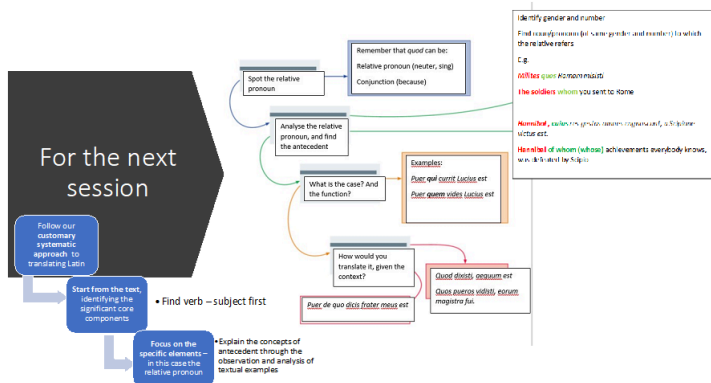 For the next
session
Follow our
customary
systematic
approach to
translating Latin
Start from the text,
identifying the
significant core
components
• Find verb – subject first
Focus on the
specific elements –
in this case the
relative pronoun
• Explain the concepts of
antecedent through the
observation and analysis of
textual examples
Spot the relative
pronoun
Remember that quod can be:
Relative pronoun (neuter, sing)
Conjunction (because)
Analyse the relative
pronoun, and find
the antecedent
Identify gender and number
Find noun/pronoun (of same gender and number) to which
the relative refers
E.g.
Milites quos Romam misisti
The soldiers whom you sent to Rome
Hannibal, cuius res gestas omnes cognoscunt, a Scipione
victus est.
Hannibal of whom (whose) achievements everybody knows,
was defeated by Scipio
What is the case? And
the function?
Examples:
Puer qui currit Lucius est
Puer quem vides Lucius est
How would you
translate it, given the
context?
Quod dixisti, aequum est
Quos pueros vidisti, eorum
magistra fui.
Puer de quo dicis frater meus est